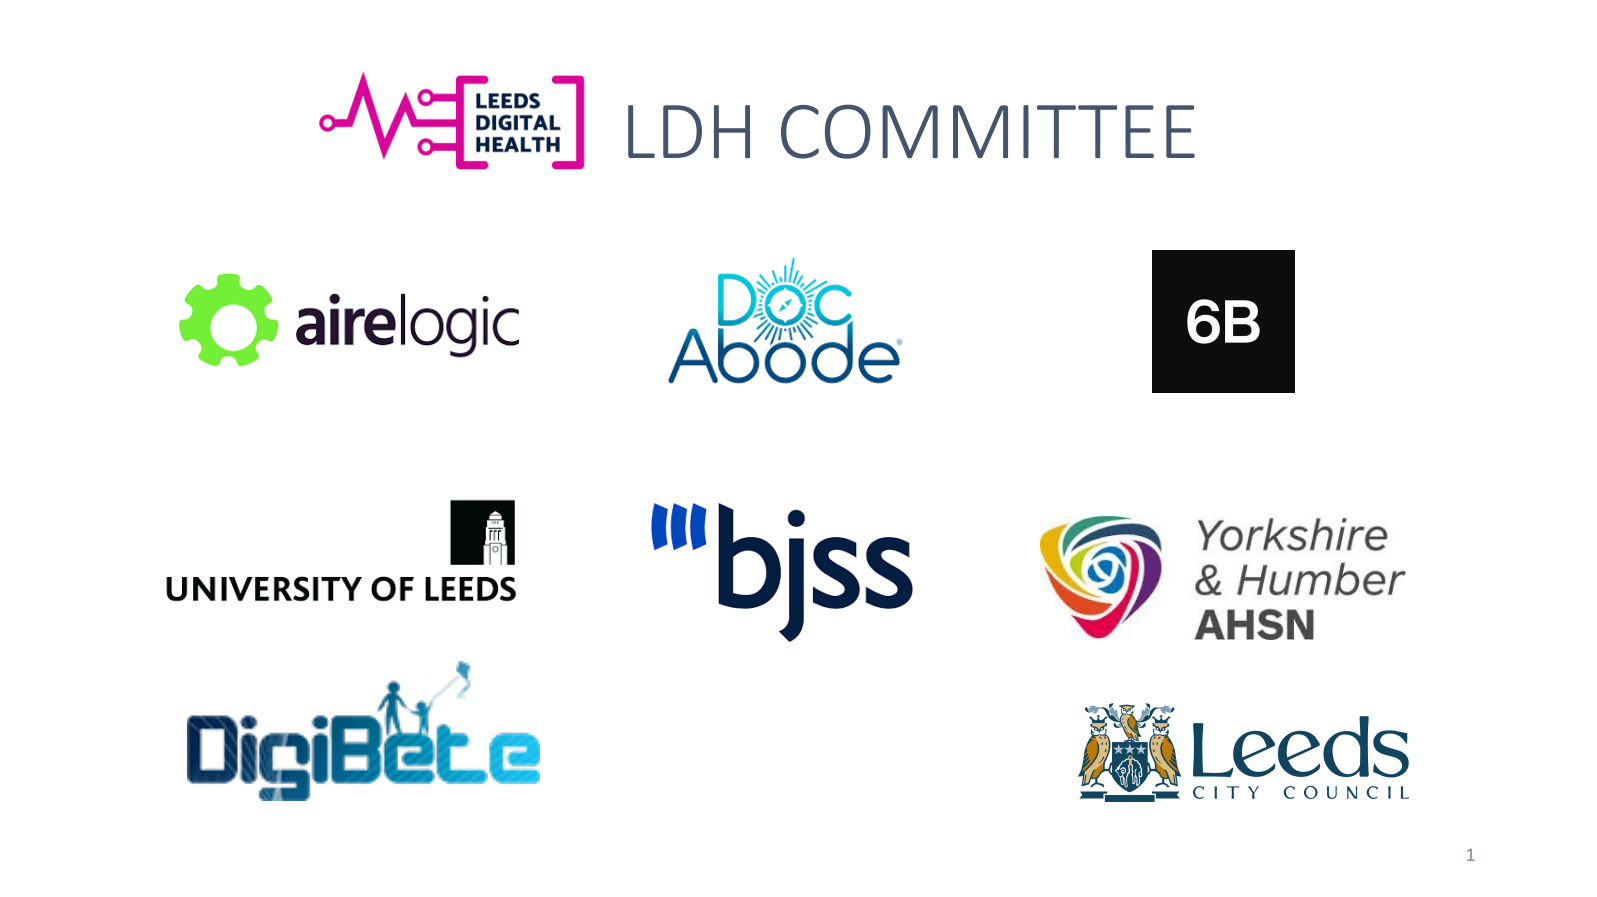 LEEDS
DIGITAL
HEALTH
LDH COMMITTEE
airelogic
Doc
Abode®
6B
UNIVERSITY OF LEEDS
bjss
Yorkshire
& Humber
AHSN
DigiBete
Leeds
CITY COUNCIL
1